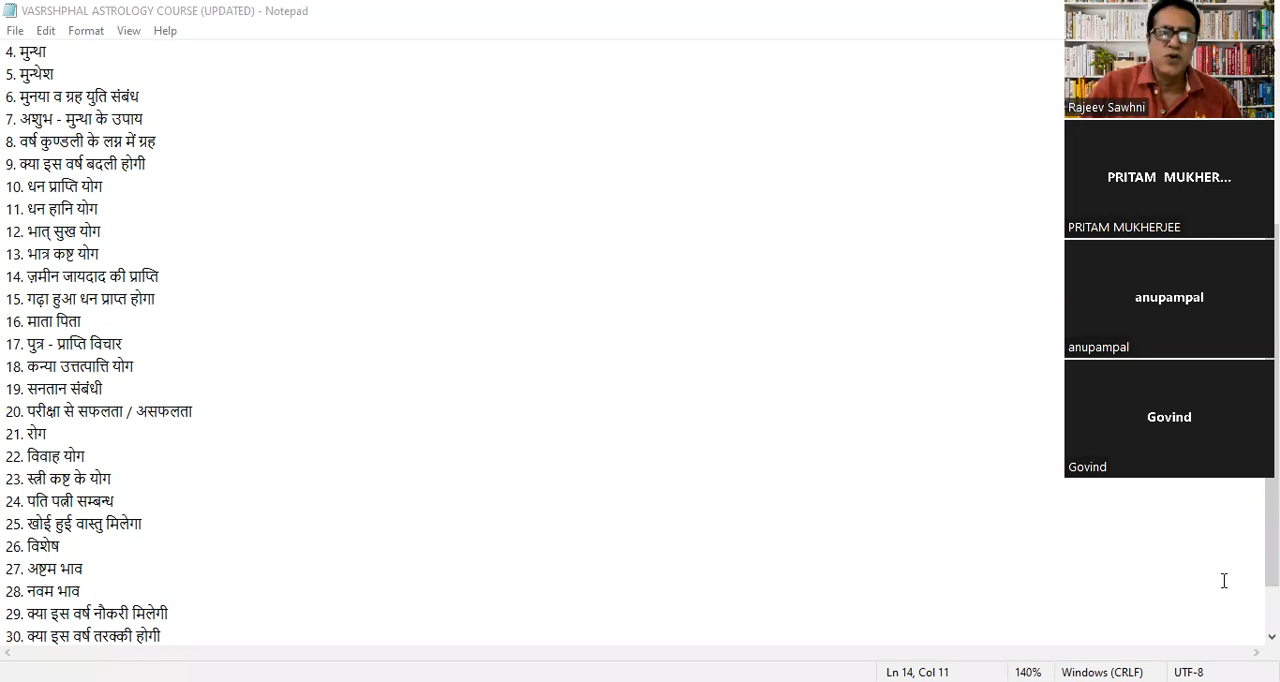 VASRSHPHAL ASTROLOGY COURSE (UPDATED) - Notepad
File Edit Format View Help
4. मुन्था
5. मुन्थेश
6. मुनया व ग्रह युति संबंध
7. अशुभ - मुन्था के उपाय
8. वर्ष कुण्डली के लग्न में ग्रह
9. क्या इस वर्ष बदली होगी
10. धन प्राप्ति योग
11. धन हानि योग
12. भात् सुख योग
13. भात्र कष्ट योग
14. ज़मीन जायदाद की प्राप्ति
15. गढ़ा हुआ धन प्राप्त होगा
16. माता पिता
17. पुत्र - प्राप्ति विचार
18. कन्या उत्तत्पात्ति योग
19. सनतान संबंधी
20. परीक्षा से सफलता / असफलता
21. रोग
22. विवाह योग
23. स्त्री कष्ट के योग
24. पति पत्नी सम्बन्ध
25. खोई हुई वास्तु मिलेगा
26. विशेष
27. अष्टम भाव
28. नवम भाव
29. क्या इस वर्ष नौकरी मिलेगी
30. क्या इस वर्ष तरक्की होगी
Rajeev Sawhni
PRITAM MUKHER...
PRITAM MUKHERJEE
anupampal
anupampal
Govind
Govind
Ln 14, Col 11 140% Windows (CRLF) UTF-8